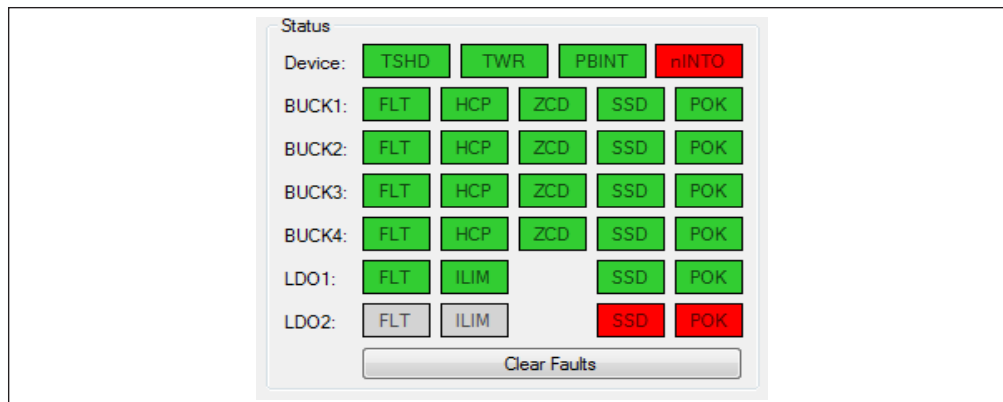 Status
Device: TSHD TWR PBINT nINTO
BUCK1: FLT HCP ZCD SSD POK
BUCK2: FLT HCP ZCD SSD POK
BUCK3: FLT HCP ZCD SSD POK
BUCK4: FLT HCP ZCD SSD POK
LDO1: FLT ILIM SSD POK
LDO2: FLT ILIM SSD POK
Clear Faults